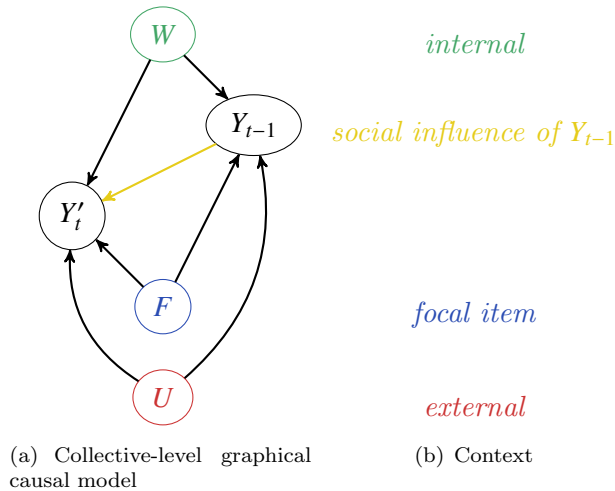 W
internal
Y_{t−1}
social influence of Y_{t−1}
Y′_t
F
focal item
U
external
(a) Collective-level graphical
causal model
(b) Context